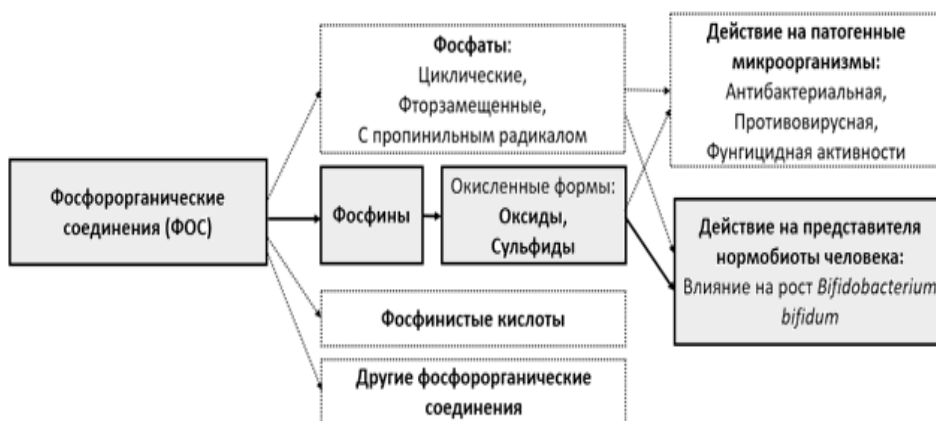 Фосфорорганические
соединения (ФОС)
Фосфаты:
Циклические,
Фторзамещенные,
С пропинильным радикалом
Фосфины
Окисленные формы:
Оксиды,
Сульфиды
Фосфинистые кислоты
Другие фосфорорганические
соединения
Действие на патогенные
микроорганизмы:
Антибактериальная,
Противовирусная,
Фунгицидная активности
Действие на представителя
нормобиоты человека:
Влияние на рост Bifidobacterium
bifidum